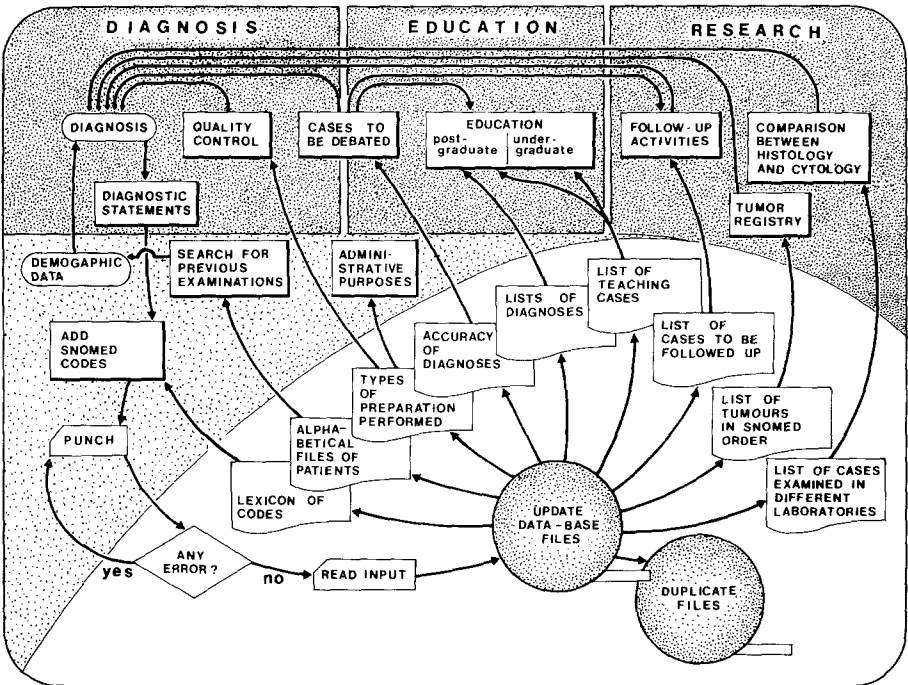 DIAGNOSIS
EDUCATION
RESEARCH
DIAGNOSIS
QUALITY
CONTROL
CASES TO
BE DEBATED
EDUCATION
post-
graduate
under-
graduate
FOLLOW-UP
ACTIVITIES
COMPARISON
BETWEEN
HISTOLOGY
AND CYTOLOGY
DIAGNOSTIC
STATEMENTS
TUMOR
REGISTRY
DEMOGAPHIC
DATA
SEARCH FOR
PREVIOUS
EXAMINATIONS
ADMINI-
STRATIVE
PURPOSES
ADD
SNOMED
CODES
ACCURACY
OF
DIAGNOSES
LISTS OF
DIAGNOSES
LIST OF
TEACHING
CASES
LIST OF
CASES TO BE
FOLLOWED UP
TYPES
OF
PREPARATION
PERFORMED
LIST OF
TUMOURS
IN SNOMED
ORDER
PUNCH
ALPHA-
BETICAL
FILES OF
PATIENTS
LIST OF CASES
EXAMINED IN
DIFFERENT
LABORATORIES
LEXICON OF
CODES
UPDATE
DATA-BASE
FILES
ANY
ERROR?
yes
no
READ INPUT
DUPLICATE
FILES